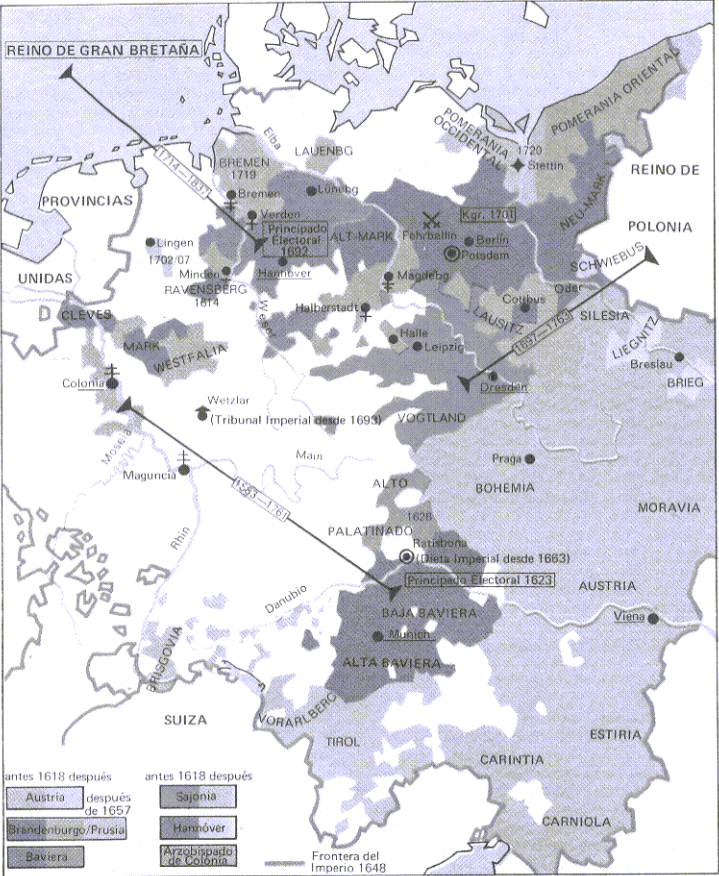 REINO DE GRAN BRETAÑA
1714—1837
Elba
BREMEN
1719
LAUENBG
Bremen
Lünebg
Verden
Principado
Electoral
1692
Hannover
ALT-MARK
Fehrbellin
Kgr. 1701
Berlin
Potsdam
POMERANIA
OCCIDENTAL
1720
Stettin
POMERANIA ORIENTAL
NEU-MARK
REINO DE
POLONIA
PROVINCIAS
UNIDAS
Lingen
1702/07
Minden
RAVENSBERG
1614
Weser
Magdebg
Halberstadt
Halle
Leipzig
Cottbus
LAUSITZ
Oder
SCHWIEBUS
SILESIA
LIEGNITZ
Breslau
BRIEG
1697—1763
Dresden
VOGTLAND
CLEVES
MARK
WESTFALIA
Colonia
Wetzlar
(Tribunal Imperial desde 1693)
Mosela
Main
Maguncia
Rhin
1583—1761
Praga
BOHEMIA
MORAVIA
ALTO
1628
PALATINADO
Ratisbona
(Dieta Imperial desde 1663)
Principado Electoral 1623
Danubio
BAJA BAVIERA
Munich
ALTA BAVIERA
AUSTRIA
Viena
BRISGOVIA
SUIZA
VORARLBERG
TIROL
CARINTIA
ESTIRIA
CARNIOLA
antes 1618 después
Austria
después
de 1657
Brandenburgo/Prusia
Baviera
antes 1618 después
Sajonia
Hannóver
Arzobispado
de Colonia
Frontera del
Imperio 1648